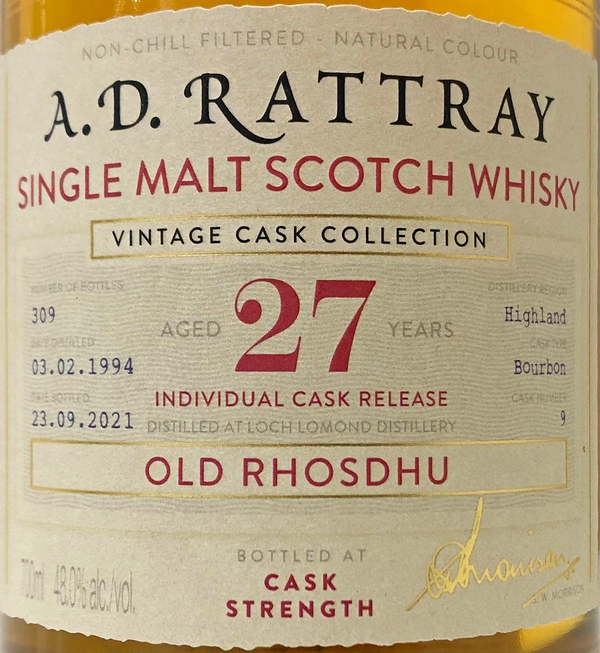 NON-CHILL FILTERED - NATURAL COLOUR
A.D. RATTRAY
SINGLE MALT SCOTCH WHISKY
VINTAGE CASK COLLECTION
NUMBER OF BOTTLES
309
DATE DISTILLED
03.02.1994
DATE BOTTLED
23.09.2021
AGED 27 YEARS
INDIVIDUAL CASK RELEASE
DISTILLED AT LOCH LOMOND DISTILLERY
DISTILLERY REGION
Highland
CASK TYPE
Bourbon
CASK NUMBER
9
OLD RHOSDHU
700ml 48.0% alc./vol.
BOTTLED AT
CASK
STRENGTH
S. W. MORRISON